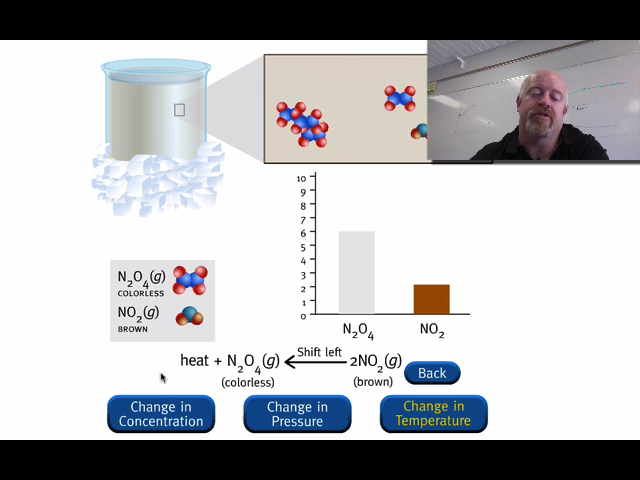 10
9
8
7
6
5
4
3
2
1
0
N₂O₄ NO₂
N₂O₄(g)
COLORLESS
NO₂(g)
BROWN
heat + N₂O₄(g) Shift left 2NO₂(g)
(colorless) (brown)
Back
Change in Concentration
Change in Pressure
Change in Temperature